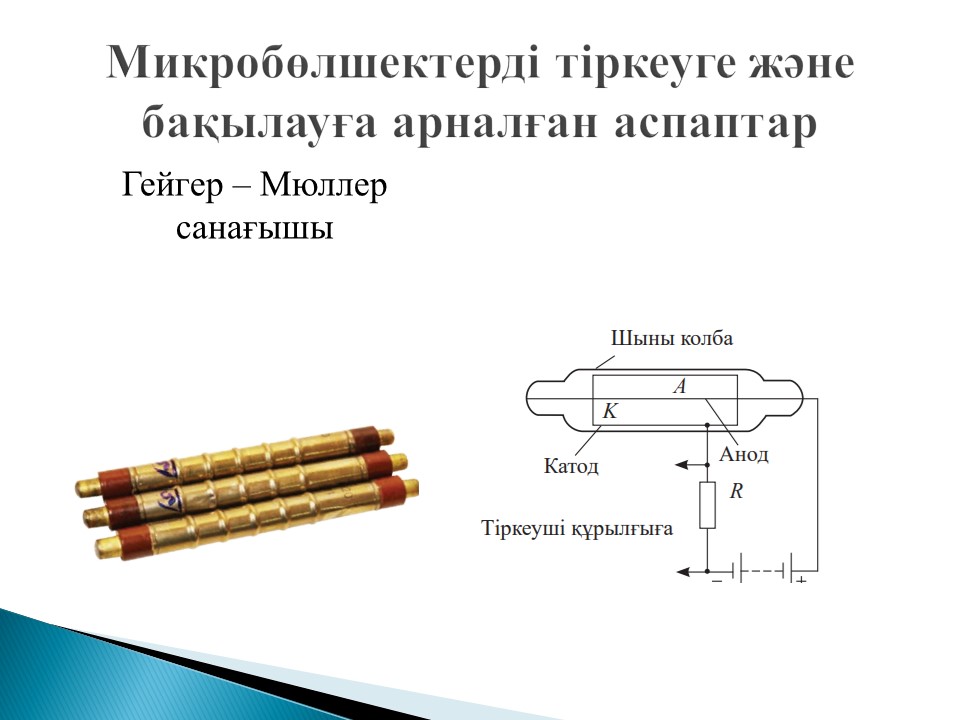 Микробөлшектерді тіркеуге және
бақылауға арналған аспаптар
Гейгер – Мюллер
санағышы
Шыны колба
A
K
Анод
Катод
R
Тіркеуші құрылғыға
– +